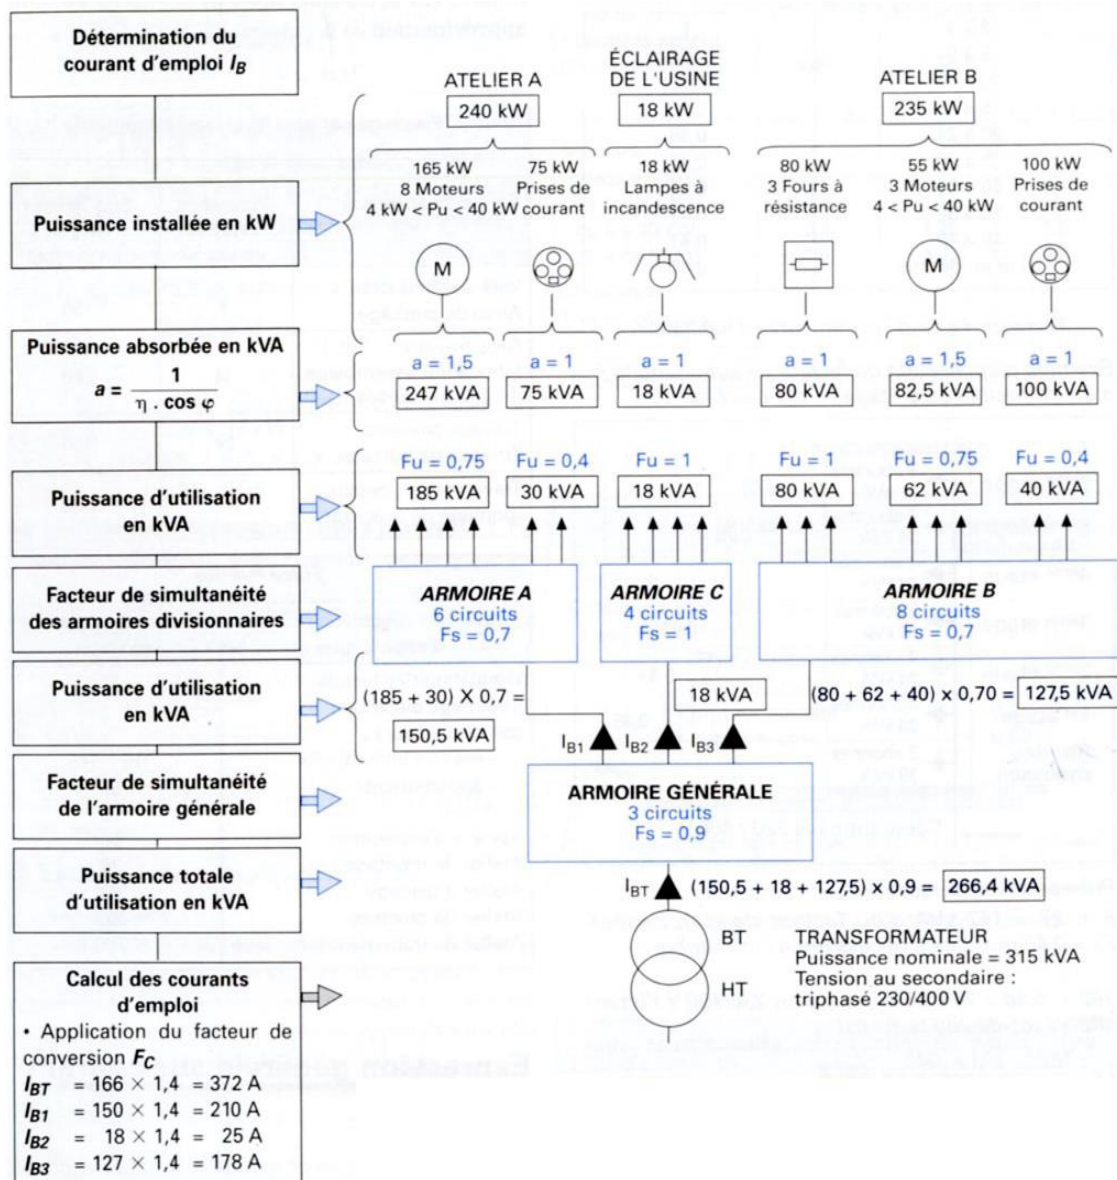 Détermination du
courant d'emploi I_B
ATELIER A
240 kW
ÉCLAIRAGE
DE L'USINE
18 kW
ATELIER B
235 kW
Puissance installée en kW
165 kW
8 Moteurs
4 kW < Pu < 40 kW
75 kW
Prises de
courant
18 kW
Lampes à
incandescence
80 kW
3 Fours à
résistance
55 kW
3 Moteurs
4 < Pu < 40 kW
100 kW
Prises de
courant
M
M
Puissance absorbée en kVA
a = 1 / η . cos φ
a = 1,5
247 kVA
a = 1
75 kVA
a = 1
18 kVA
a = 1
80 kVA
a = 1,5
82,5 kVA
a = 1
100 kVA
Puissance d'utilisation
en kVA
Fu = 0,75
185 kVA
Fu = 0,4
30 kVA
Fu = 1
18 kVA
Fu = 1
80 kVA
Fu = 0,75
62 kVA
Fu = 0,4
40 kVA
Facteur de simultanéité
des armoires divisionnaires
ARMOIRE A
6 circuits
Fs = 0,7
ARMOIRE C
4 circuits
Fs = 1
ARMOIRE B
8 circuits
Fs = 0,7
Puissance d'utilisation
en kVA
(185 + 30) X 0,7 =
150,5 kVA
18 kVA
(80 + 62 + 40) x 0,70 = 127,5 kVA
I_B1
I_B2
I_B3
Facteur de simultanéité
de l'armoire générale
ARMOIRE GÉNÉRALE
3 circuits
Fs = 0,9
Puissance totale
d'utilisation en kVA
I_BT
(150,5 + 18 + 127,5) x 0,9 = 266,4 kVA
BT
HT
TRANSFORMATEUR
Puissance nominale = 315 kVA
Tension au secondaire :
triphasé 230/400 V
Calcul des courants
d'emploi
• Application du facteur de
conversion F_C
I_BT = 166 × 1,4 = 372 A
I_B1 = 150 × 1,4 = 210 A
I_B2 = 18 × 1,4 = 25 A
I_B3 = 127 × 1,4 = 178 A